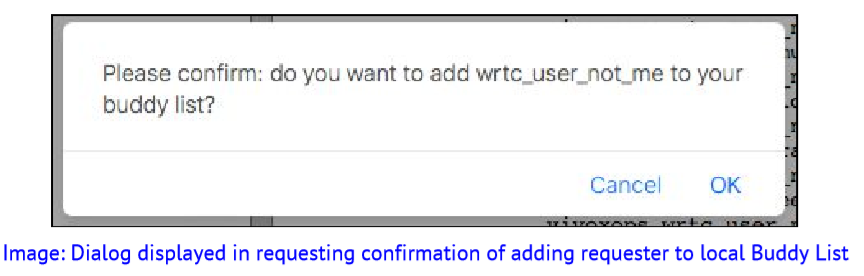 Please confirm: do you want to add wrtc_user_not_me to your
buddy list?
Cancel OK
Image: Dialog displayed in requesting confirmation of adding requester to local Buddy List